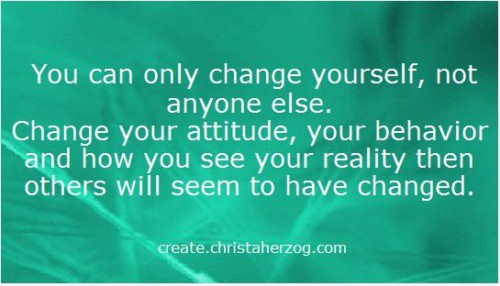 You can only change yourself, not
anyone else.
Change your attitude, your behavior
and how you see your reality then
others will seem to have changed.
create.christaherzog.com